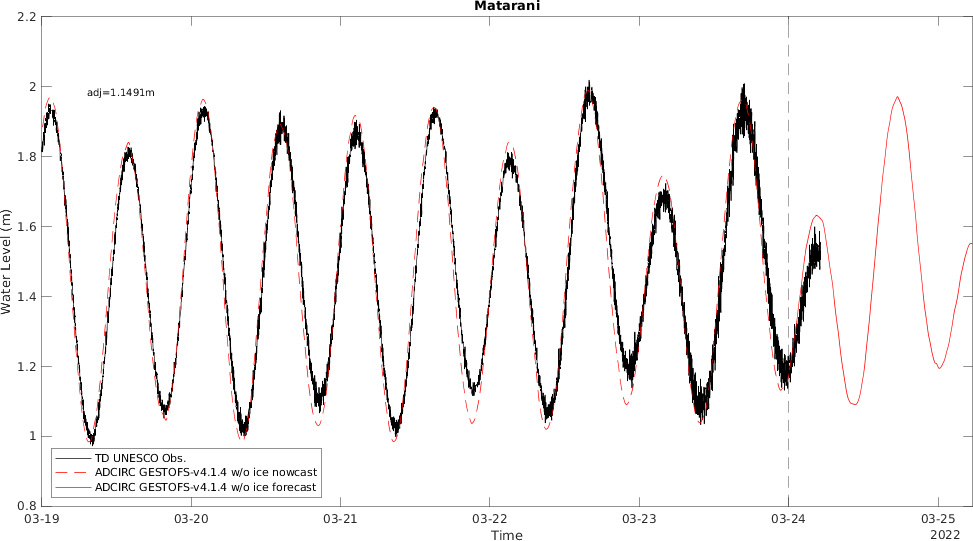 Matarani
2.2
2
1.8
1.6
1.4
1.2
1
0.8
Water Level (m)
adj=1.1491m
TD UNESCO Obs.
ADCIRC GESTOFS-v4.1.4 w/o ice nowcast
ADCIRC GESTOFS-v4.1.4 w/o ice forecast
03-19 03-20 03-21 03-22 03-23 03-24 03-25
Time 2022